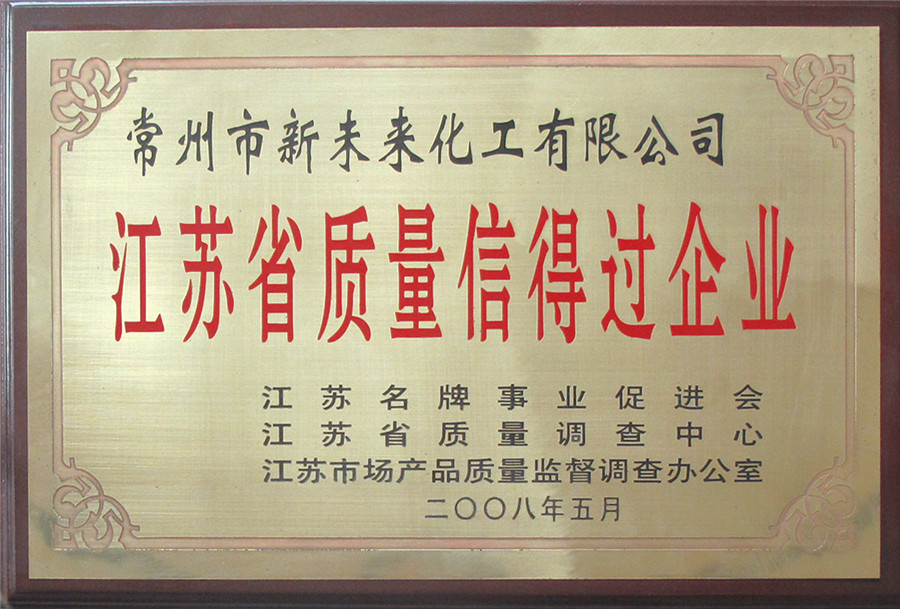 常州市新未来化工有限公司
江苏省质量信得过企业
江苏名牌事业促进会
江苏省质量调查中心
江苏市场产品质量监督调查办公室
二〇〇八年五月